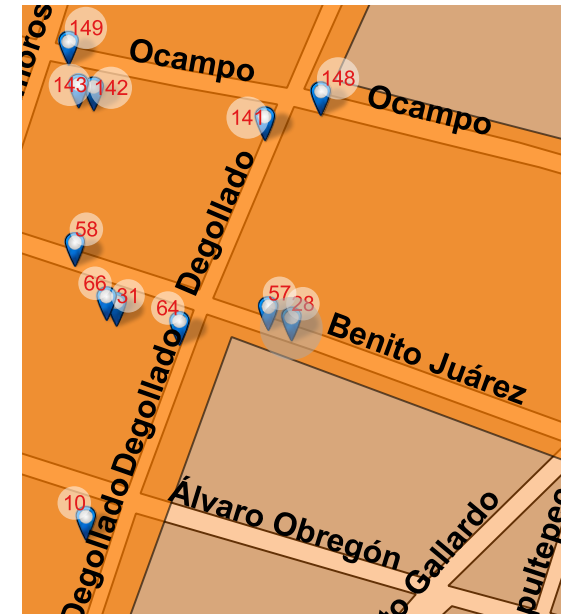 149
Ocampo
148
143
142
Ocampo
141
Degollado
58
66
31
64
57
28
Benito Juárez
Degollado
10
Degollado
Álvaro Obregón
Gallardo